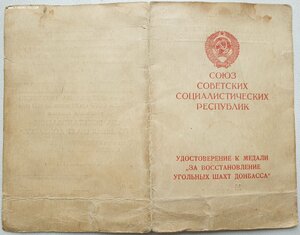 СОЮЗ
СОВЕТСКИХ
СОЦИАЛИСТИЧЕСКИХ
РЕСПУБЛИК
УДОСТОВЕРЕНИЕ К МЕДАЛИ
„ЗА ВОССТАНОВЛЕНИЕ
УГОЛЬНЫХ ШАХТ ДОНБАССА"